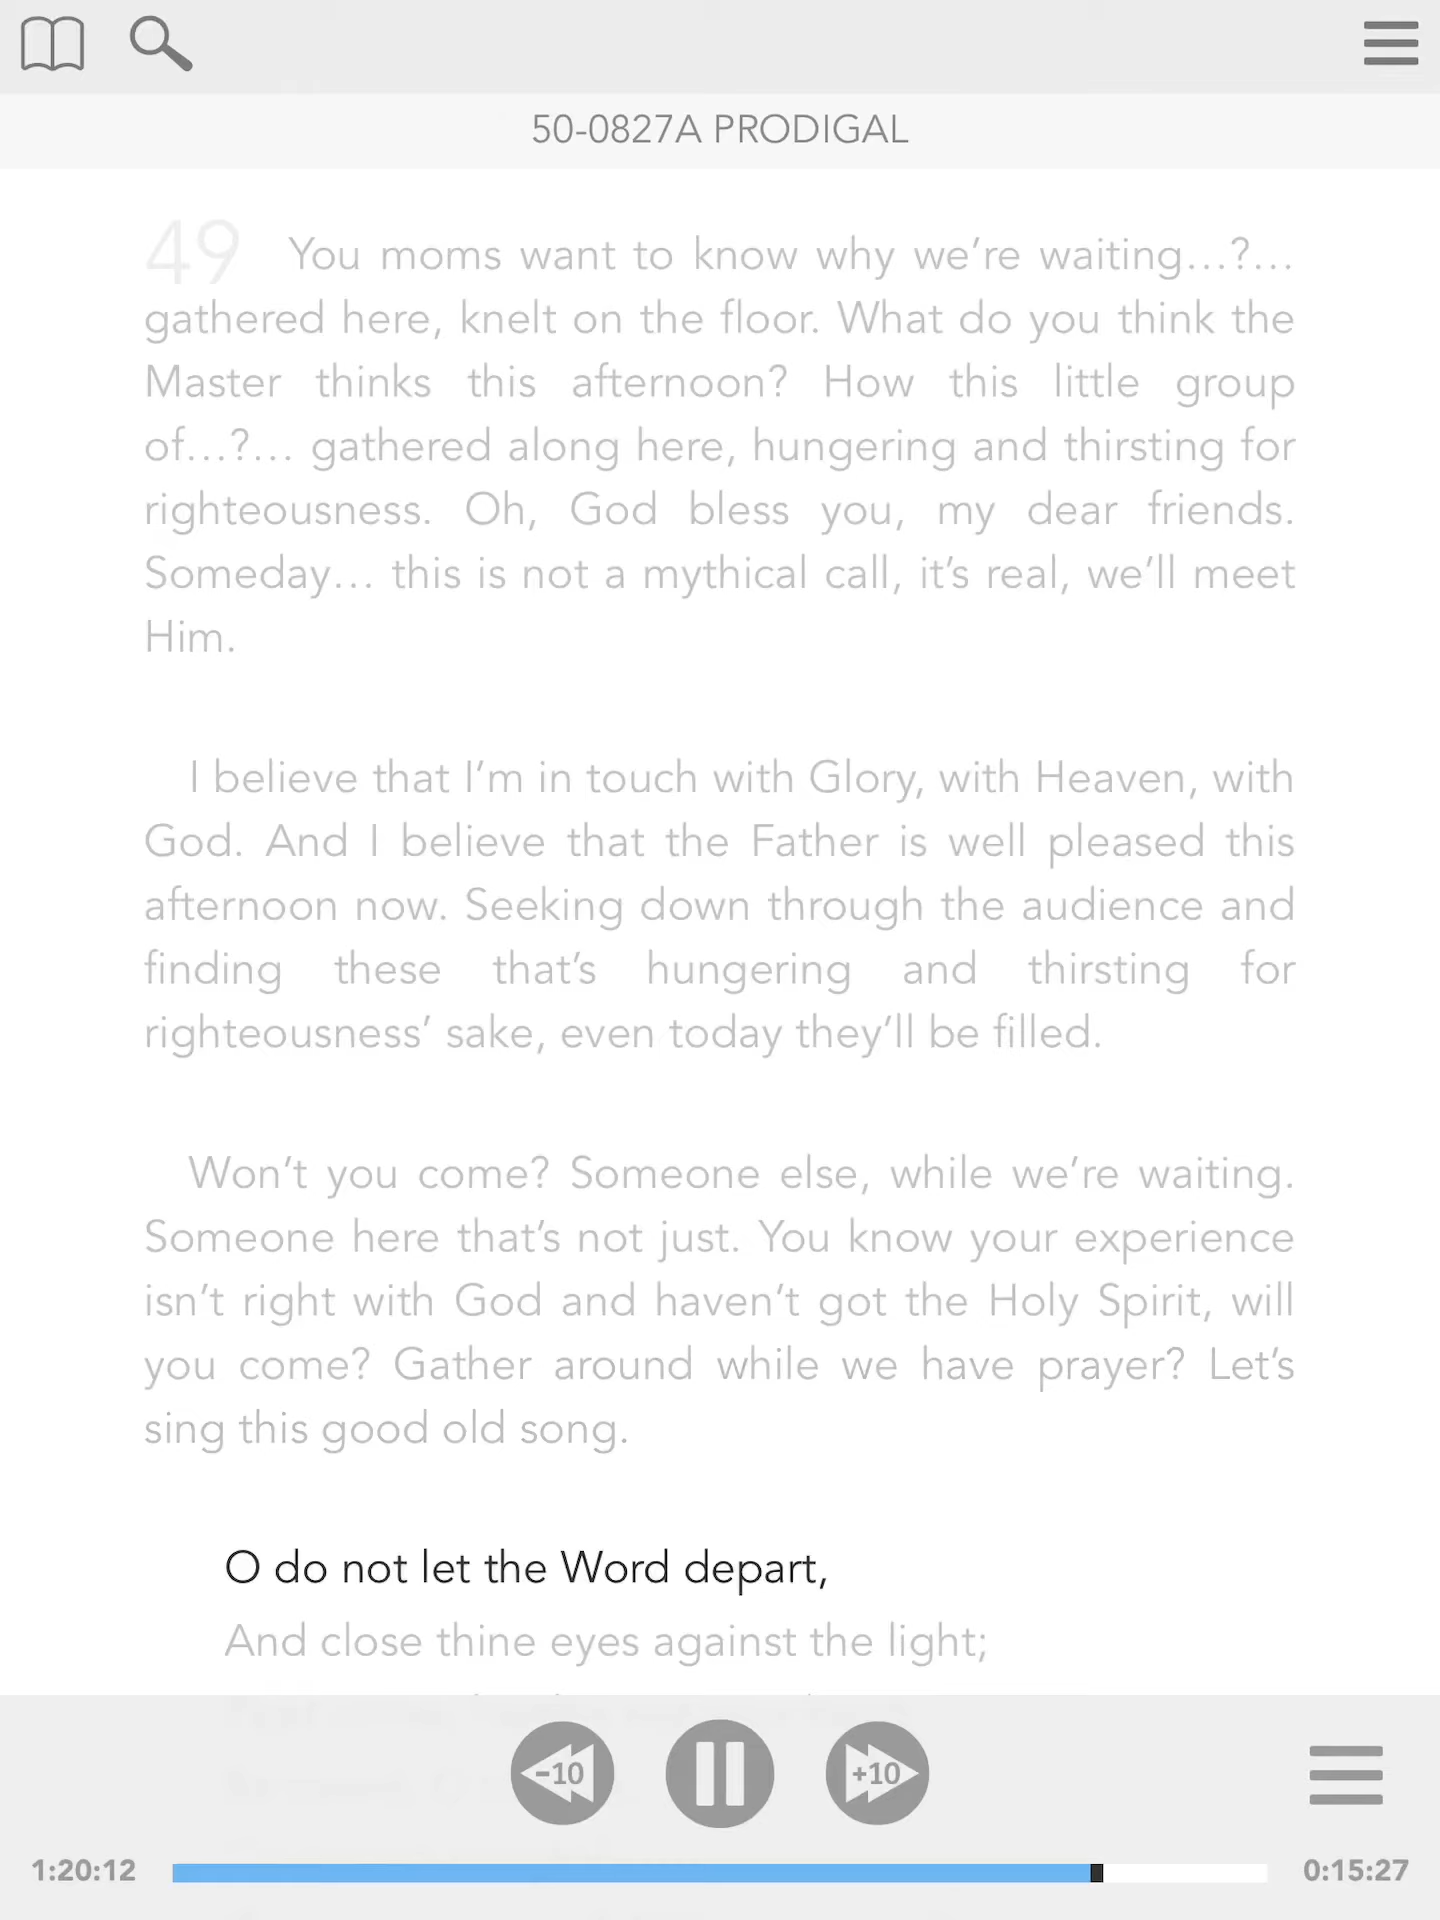 50-0827A PRODIGAL
49 You moms want to know why we’re waiting…?…
gathered here, knelt on the floor. What do you think the
Master thinks this afternoon? How this little group
of…?… gathered along here, hungering and thirsting for
righteousness. Oh, God bless you, my dear friends.
Someday… this is not a mythical call, it’s real, we’ll meet
Him.
I believe that I’m in touch with Glory, with Heaven, with
God. And I believe that the Father is well pleased this
afternoon now. Seeking down through the audience and
finding these that’s hungering and thirsting for
righteousness’ sake, even today they’ll be filled.
Won’t you come? Someone else, while we’re waiting.
Someone here that’s not just. You know your experience
isn’t right with God and haven’t got the Holy Spirit, will
you come? Gather around while we have prayer? Let’s
sing this good old song.
O do not let the Word depart,
And close thine eyes against the light;
-10 +10
1:20:12 0:15:27